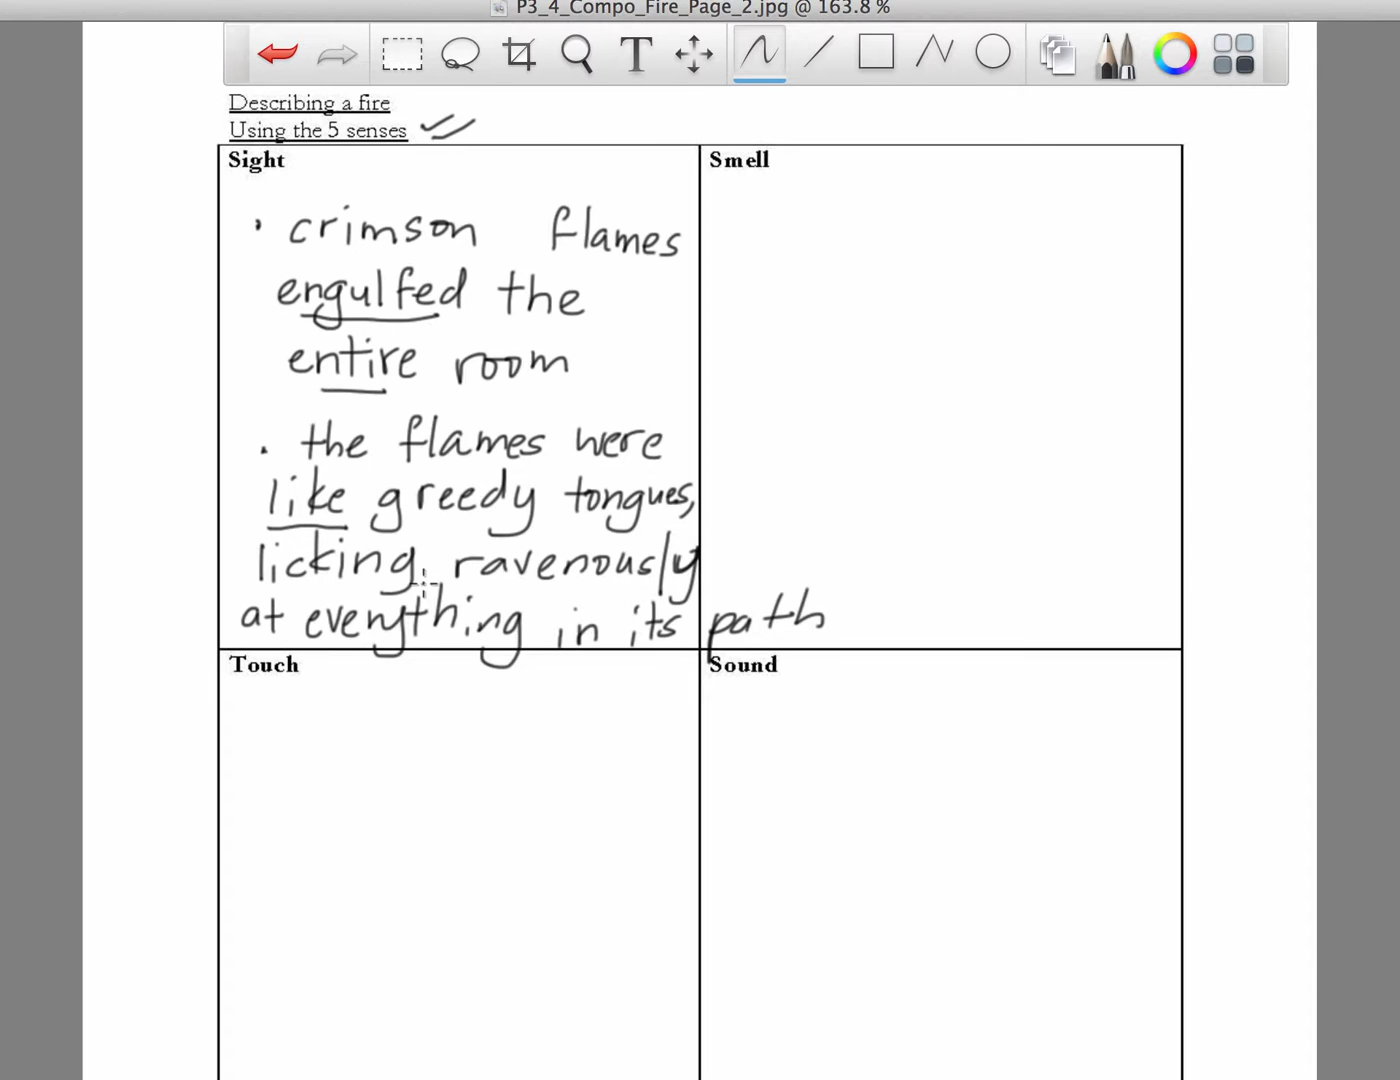 P3_4_Compo_Fire_Page_2.jpg @ 163.8 %
T
Describing a fire
Using the 5 senses
Sight
· crimson flames
engulfed the
entire room
. the flames were
like greedy tongues,
licking ravenously
at everything in its path
Smell
Touch
Sound